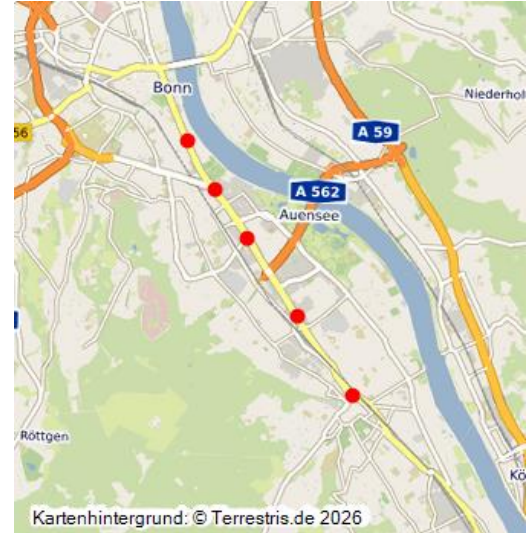 Bonn
Niederhol
A 59
56
A 562
Auensee
Röttgen
Kö
Kartenhintergrund: © Terrestris.de 2026